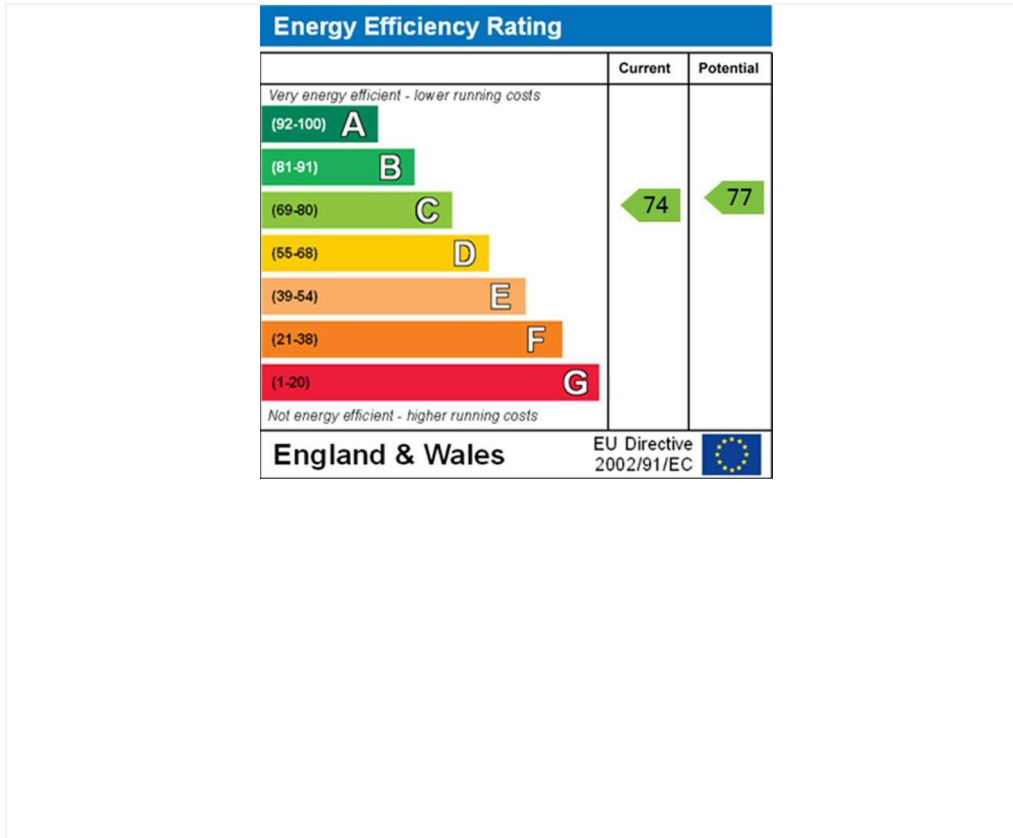 Energy Efficiency Rating
Current Potential
Very energy efficient - lower running costs
(92-100) A
(81-91) B
(69-80) C 74 77
(55-68) D
(39-54) E
(21-38) F
(1-20) G
Not energy efficient - higher running costs
England & Wales
EU Directive
2002/91/EC